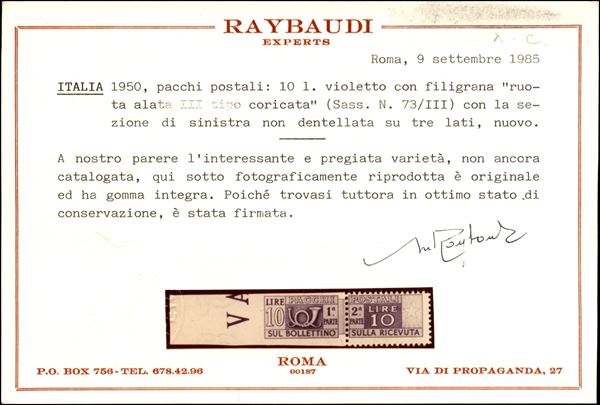 RAYBAUDI
EXPERTS
Roma, 9 settembre 1985
ITALIA 1950, pacchi postali: 10 l. violetto con filigrana "ruo-
ta alata III tipo coricata" (Sass. N. 73/III) con la se-
zione di sinistra non dentellata su tre lati, nuovo.
A nostro parere l'interessante e pregiata varietà, non ancora
catalogata, qui sotto fotograficamente riprodotta è originale
ed ha gomma integra. Poiché trovasi tuttora in ottimo stato di
conservazione, è stata firmata.
VA
LIRE 10 PACCHI 1ª PARTE SUL BOLLETTINO
POSTALI 2ª PARTE LIRE 10 SULLA RICEVUTA
ROMA
00187
P.O. BOX 756-TEL. 678.42.96
VIA DI PROPAGANDA, 27